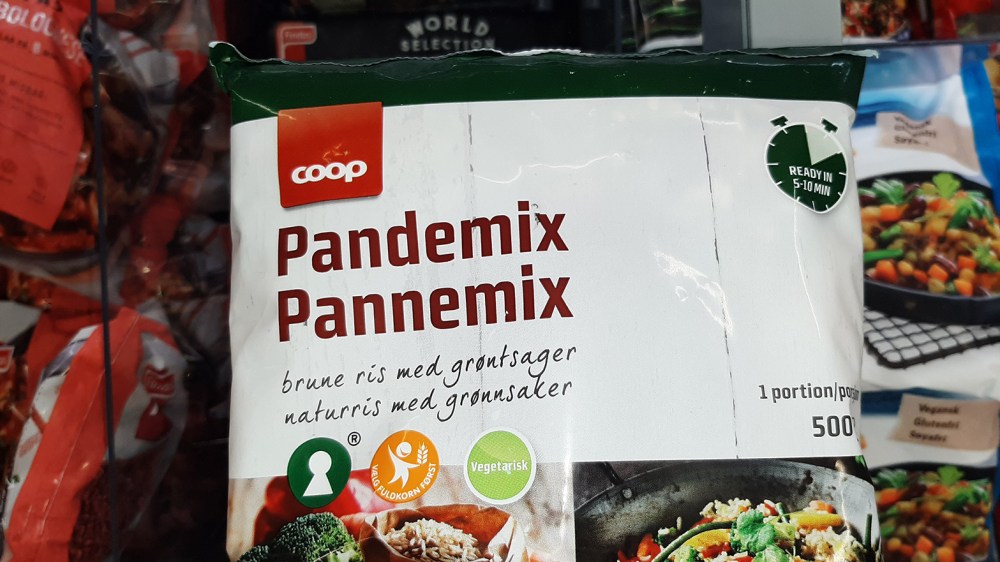 WORLD
SELECTION
coop
READY IN
5-10 MIN
Pandemix
Pannemix
brune ris med grøntsager
naturris med grønnsaker
1 portion/
500
®
VÆLG FULDKORN FØRST
Vegetarisk
Vegansk
Glutenfri
Soyafri